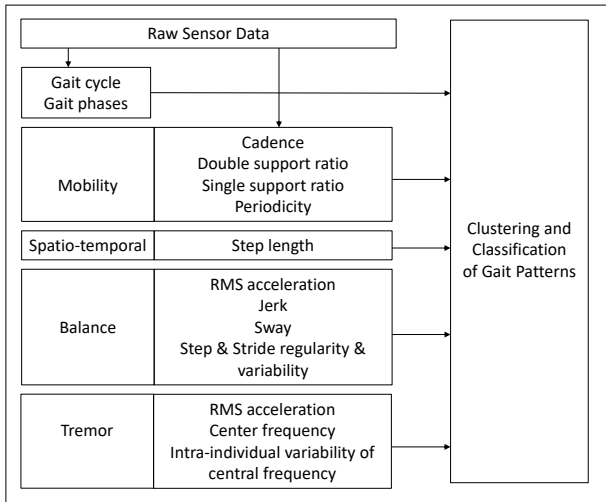 Raw Sensor Data
Gait cycle
Gait phases
Mobility
Cadence
Double support ratio
Single support ratio
Periodicity
Spatio-temporal
Step length
Balance
RMS acceleration
Jerk
Sway
Step & Stride regularity &
variability
Tremor
RMS acceleration
Center frequency
Intra-individual variability of
central frequency
Clustering and
Classification
of Gait Patterns